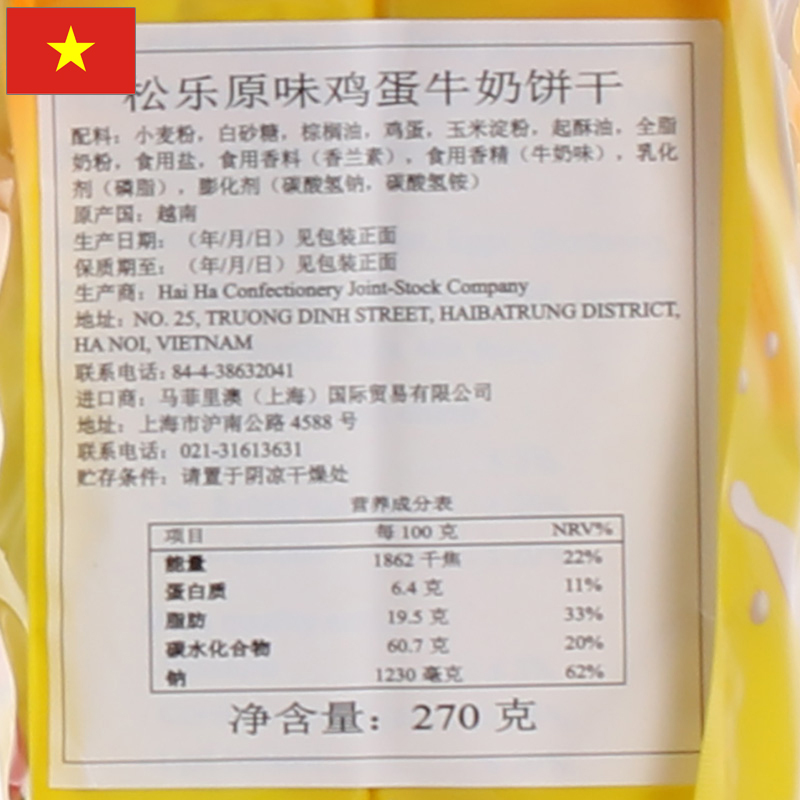 松乐原味鸡蛋牛奶饼干
配料：小麦粉，白砂糖，棕榈油，鸡蛋，玉米淀粉，起酥油，全脂
奶粉，食用盐，食用香料（香兰素），食用香精（牛奶味），乳化
剂（磷脂），膨化剂（碳酸氢钠，碳酸氢铵）
原产国：越南
生产日期：（年/月/日）见包装正面
保质期至：（年/月/日）见包装正面
生产商：Hai Ha Confectionery Joint-Stock Company
地址：NO. 25, TRUONG DINH STREET, HAIBATRUNG DISTRICT,
HA NOI, VIETNAM
联系电话：84-4-38632041
进口商：马菲里澳（上海）国际贸易有限公司
地址：上海市沪南公路 4588 号
联系电话：021-31613631
贮存条件：请置于阴凉干燥处
营养成分表
项目 每 100 克 NRV%
能量 1862 千焦 22%
蛋白质 6.4 克 11%
脂肪 19.5 克 33%
碳水化合物 60.7 克 20%
钠 1230 毫克 62%
净含量：270 克